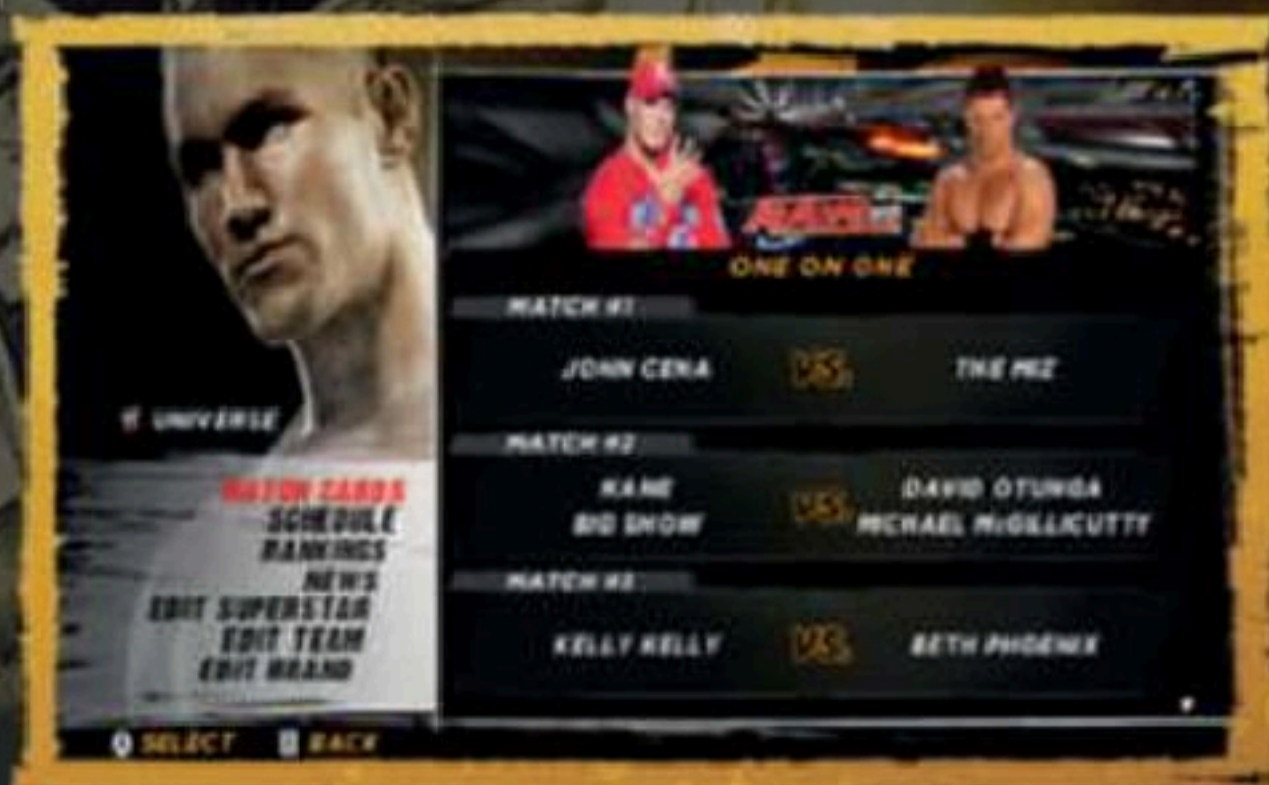 UNIVERSE
MATCH CARDS
SCHEDULE
RANKINGS
NEWS
EDIT SUPERSTAR
EDIT TEAM
EDIT BRAND
SELECT
BACK
RAW
ONE ON ONE
MATCH #1
JOHN CENA VS. THE MIZ
MATCH #2
KANE VS. DAVID OTUNGA
BIG SHOW MICHAEL McGILLICUTTY
MATCH #3
KELLY KELLY VS. BETH PHOENIX